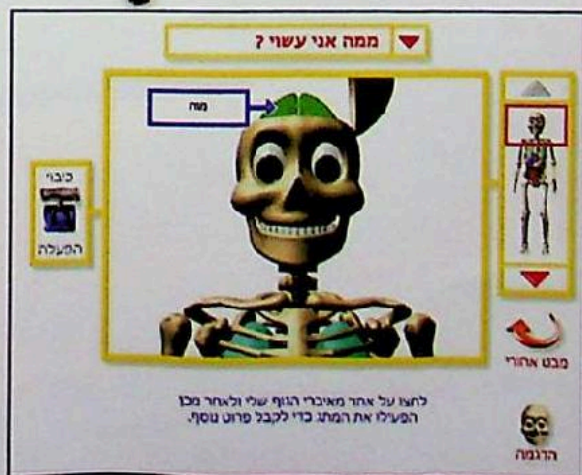 ממה אני עשוי ?
מוח
כיבוי
הפעלה
מבט אחורי
לחצו על אחד מאיברי הגוף שלי ולאחר מכן
הפעילו את המתג כדי לקבל פרוט נוסף.
הדגמה